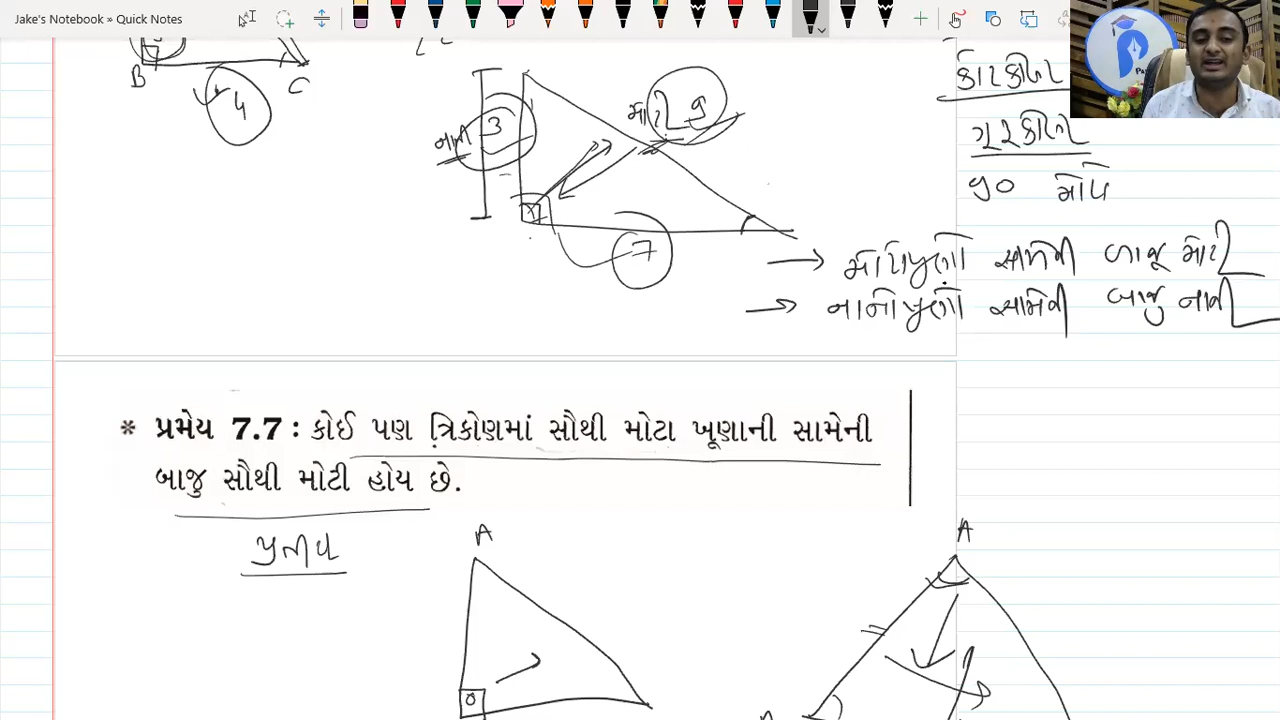 Jake's Notebook » Quick Notes
B
C
4
3
નાની
માટી 9
7
કાટકોણ
ગુરુકોણ
90 મોટા
→ મોટાખૂણા સામેની બાજુ મોટી
→ નાનાખૂણા સામેની બાજુ નાની
* પ્રમેય 7.7 : કોઈ પણ ત્રિકોણમાં સૌથી મોટા ખૂણાની સામેની
બાજુ સૌથી મોટી હોય છે.
A
A